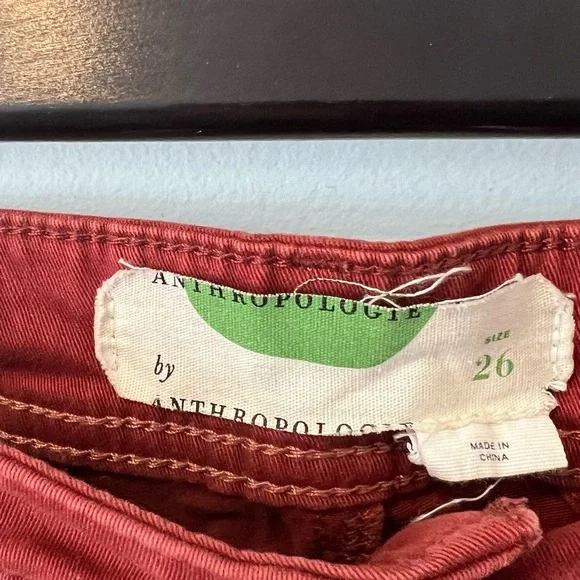 ANTHROPOLOGIE
by
ANTHROPOLOGIE
SIZE
26
MADE IN
CHINA